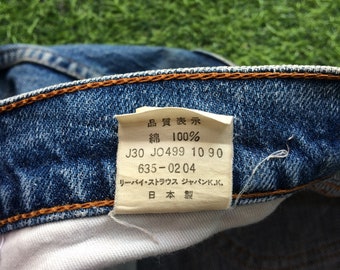 品質表示
綿 100%
J30 JO499 10 90
635-0204
リーバイ・ストラウス ジャパンK.K.
日本製